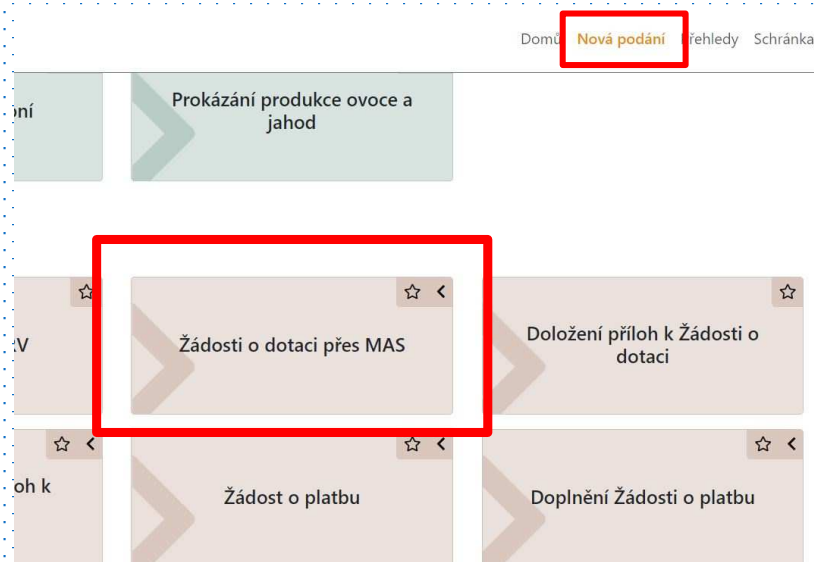 Domů Nová podání Přehledy Schránka
Prokázání produkce ovoce a
jahod
Žádosti o dotaci přes MAS
Doložení příloh k Žádosti o
dotaci
oh k
Žádost o platbu
Doplnění Žádosti o platbu